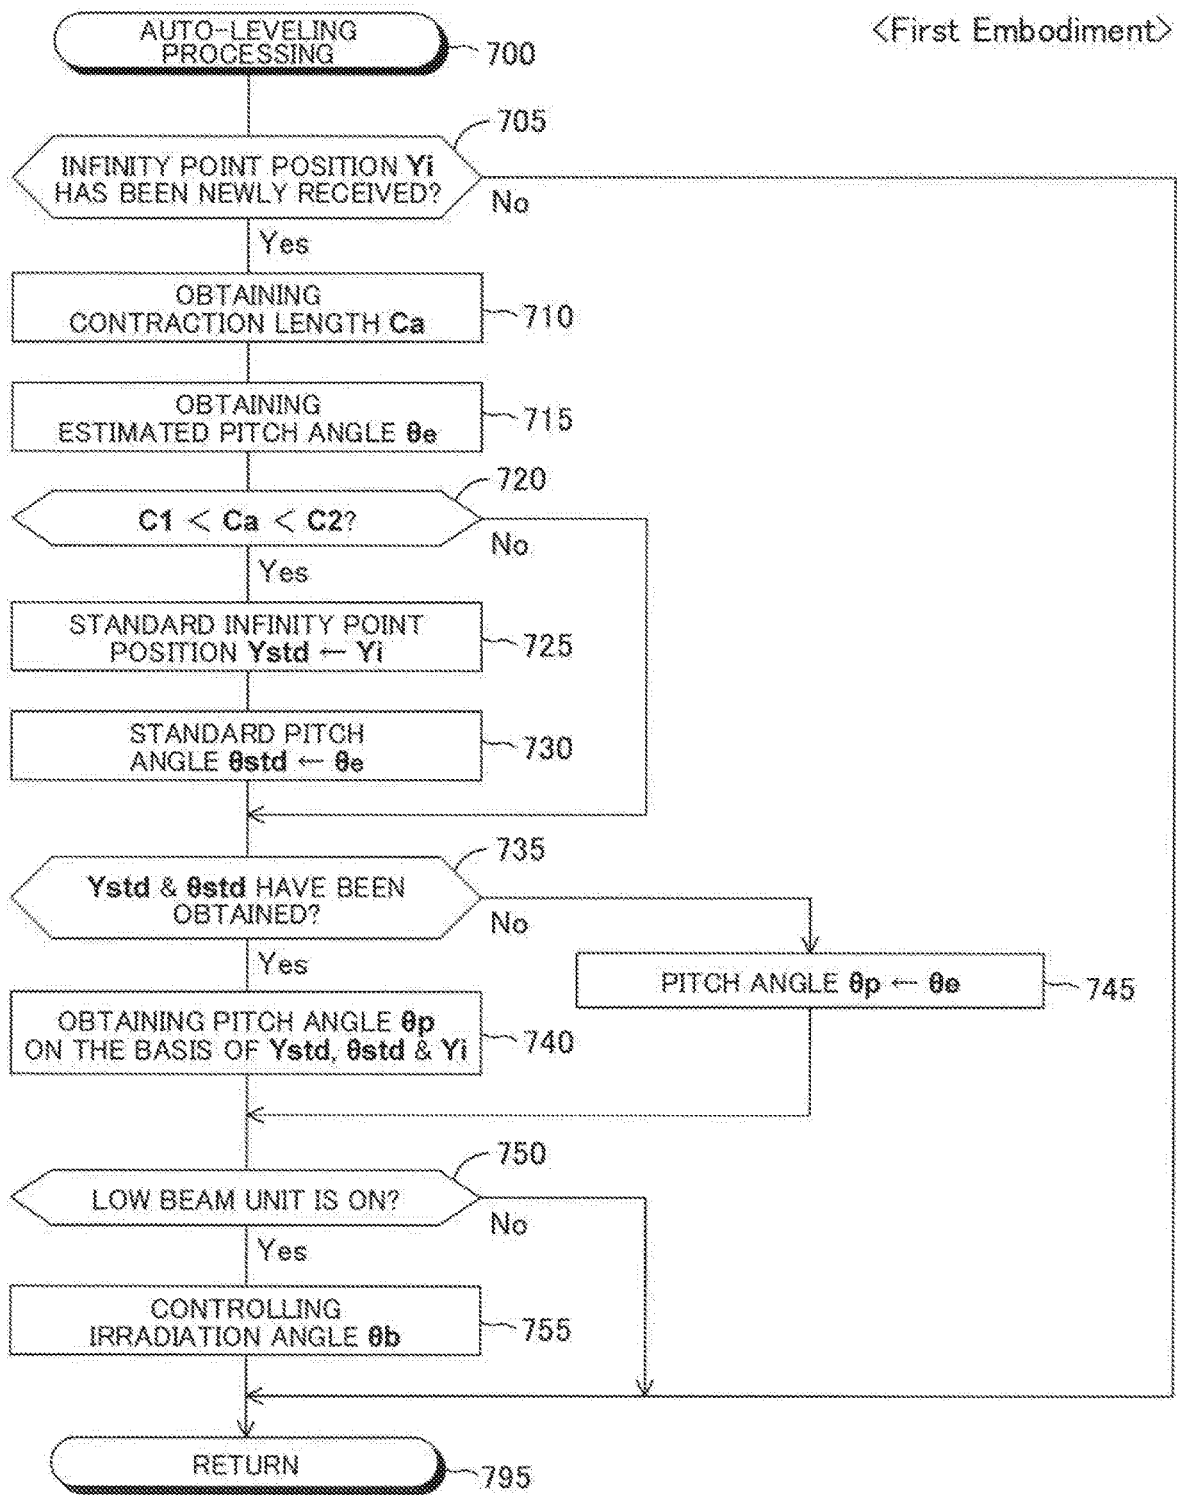 <First Embodiment>
AUTO-LEVELING
PROCESSING
700
705
INFINITY POINT POSITION Yi
HAS BEEN NEWLY RECEIVED?
No
Yes
OBTAINING
CONTRACTION LENGTH Ca
710
OBTAINING
ESTIMATED PITCH ANGLE θe
715
720
C1 < Ca < C2?
No
Yes
STANDARD INFINITY POINT
POSITION Ystd ← Yi
725
STANDARD PITCH
ANGLE θstd ← θe
730
735
Ystd & θstd HAVE BEEN
OBTAINED?
No
Yes
PITCH ANGLE θp ← θe
745
OBTAINING PITCH ANGLE θp
ON THE BASIS OF Ystd, θstd & Yi
740
750
LOW BEAM UNIT IS ON?
No
Yes
CONTROLLING
IRRADIATION ANGLE θb
755
RETURN
795